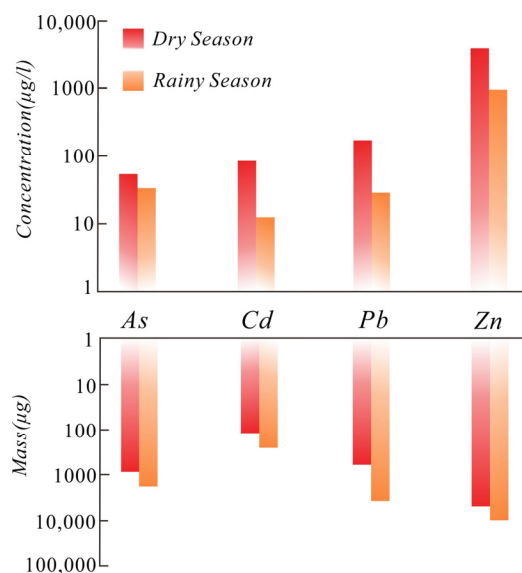 10,000
1000
100
10
1
Concentration(μg/l)
Dry Season
Rainy Season
As Cd Pb Zn
1
10
100
1000
10,000
100,000
Mass(μg)